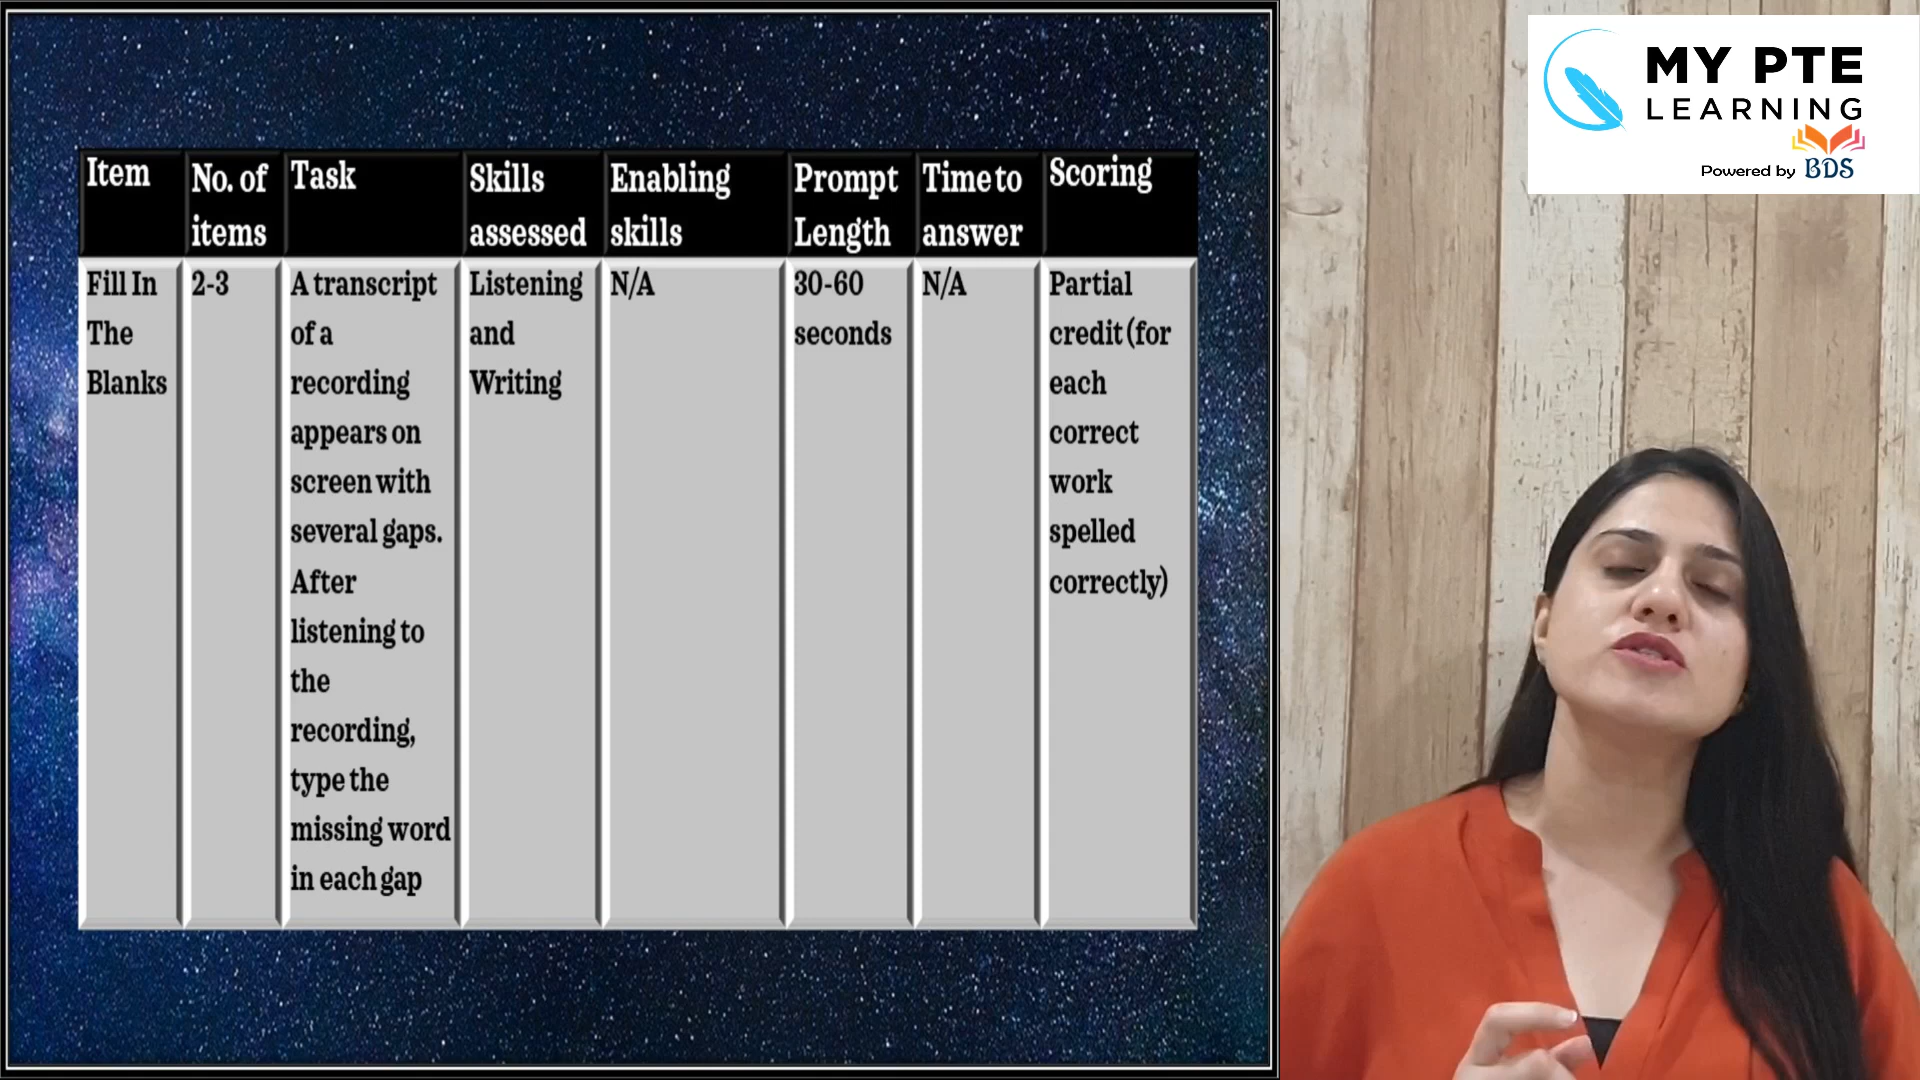 Item
No. of
items
Task
Skills
assessed
Enabling
skills
Prompt
Length
Time to
answer
Scoring
Fill In
The
Blanks
2-3
A transcript
of a
recording
appears on
screen with
several gaps.
After
listening to
the
recording,
type the
missing word
in each gap
Listening
and
Writing
N/A
30-60
seconds
N/A
Partial
credit (for
each
correct
work
spelled
correctly)
MY PTE
LEARNING
Powered by BDS